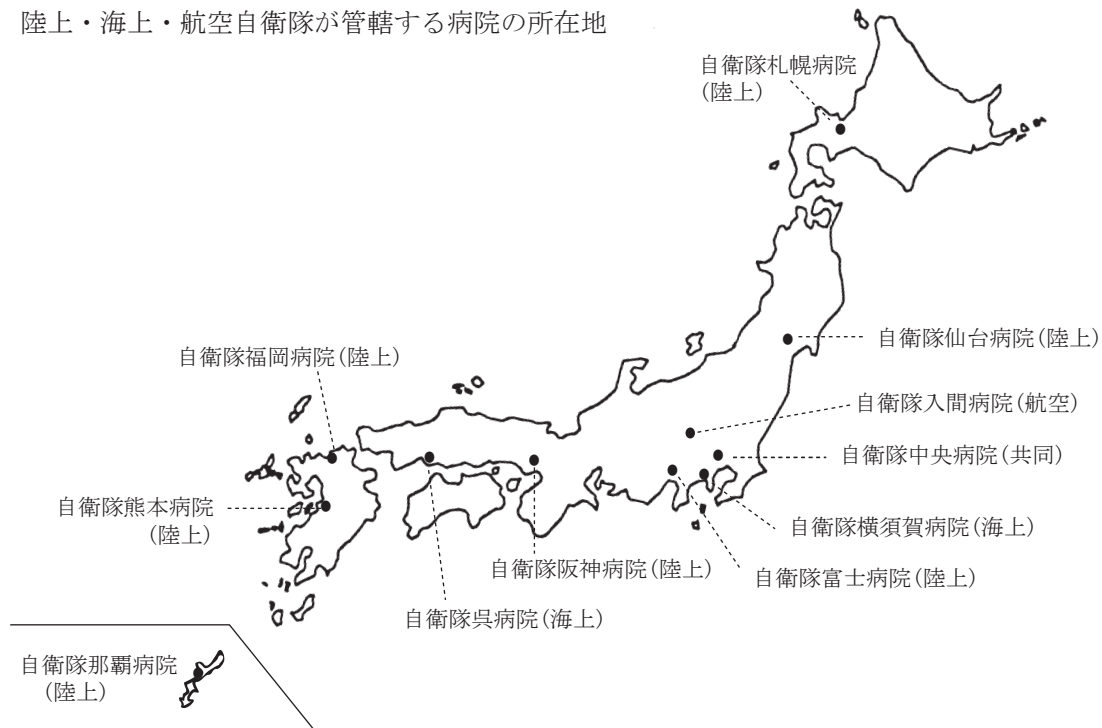 陸上・海上・航空自衛隊が管轄する病院の所在地
自衛隊札幌病院
(陸上)
自衛隊仙台病院(陸上)
自衛隊福岡病院(陸上)
自衛隊入間病院(航空)
自衛隊中央病院(共同)
自衛隊熊本病院
(陸上)
自衛隊横須賀病院(海上)
自衛隊阪神病院(陸上)
自衛隊富士病院(陸上)
自衛隊呉病院(海上)
自衛隊那覇病院
(陸上)